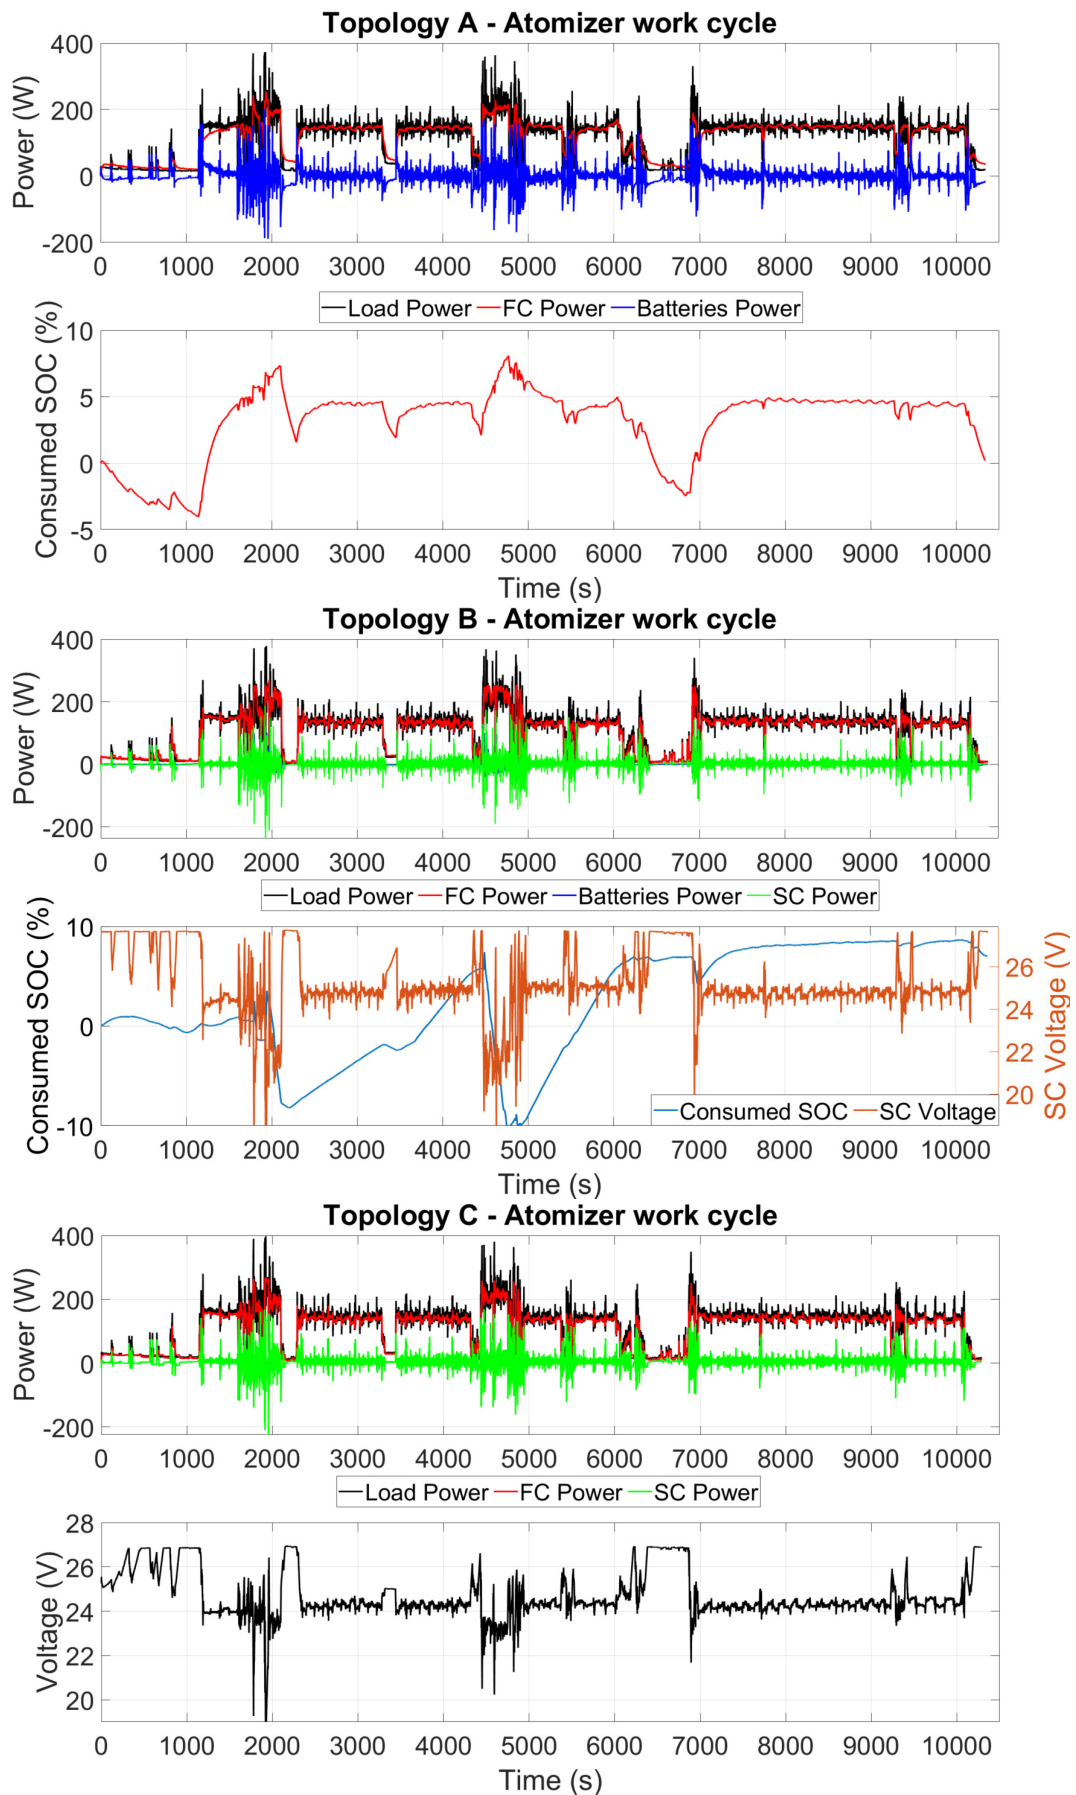 Topology A - Atomizer work cycle
400
200
0
-200
Power (W)
0 1000 2000 3000 4000 5000 6000 7000 8000 9000 10000
Load Power FC Power Batteries Power
10
5
0
-5
Consumed SOC (%)
0 1000 2000 3000 4000 5000 6000 7000 8000 9000 10000
Time (s)
Topology B - Atomizer work cycle
400
200
0
-200
Power (W)
0 1000 2000 3000 4000 5000 6000 7000 8000 9000 10000
Load Power FC Power Batteries Power SC Power
10
0
-10
Consumed SOC (%)
26
24
22
20
SC Voltage (V)
Consumed SOC SC Voltage
0 1000 2000 3000 4000 5000 6000 7000 8000 9000 10000
Time (s)
Topology C - Atomizer work cycle
400
200
0
-200
Power (W)
0 1000 2000 3000 4000 5000 6000 7000 8000 9000 10000
Load Power FC Power SC Power
28
26
24
22
20
Voltage (V)
0 1000 2000 3000 4000 5000 6000 7000 8000 9000 10000
Time (s)